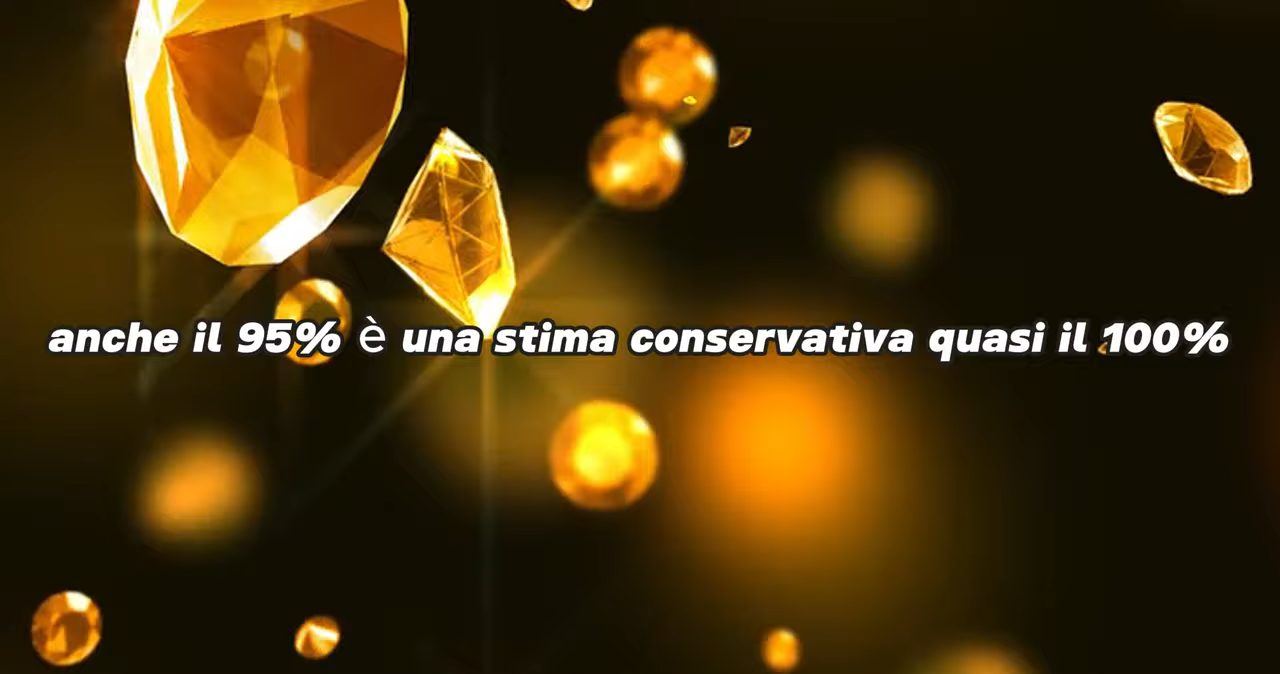 anche il 95% è una stima conservativa quasi il 100%